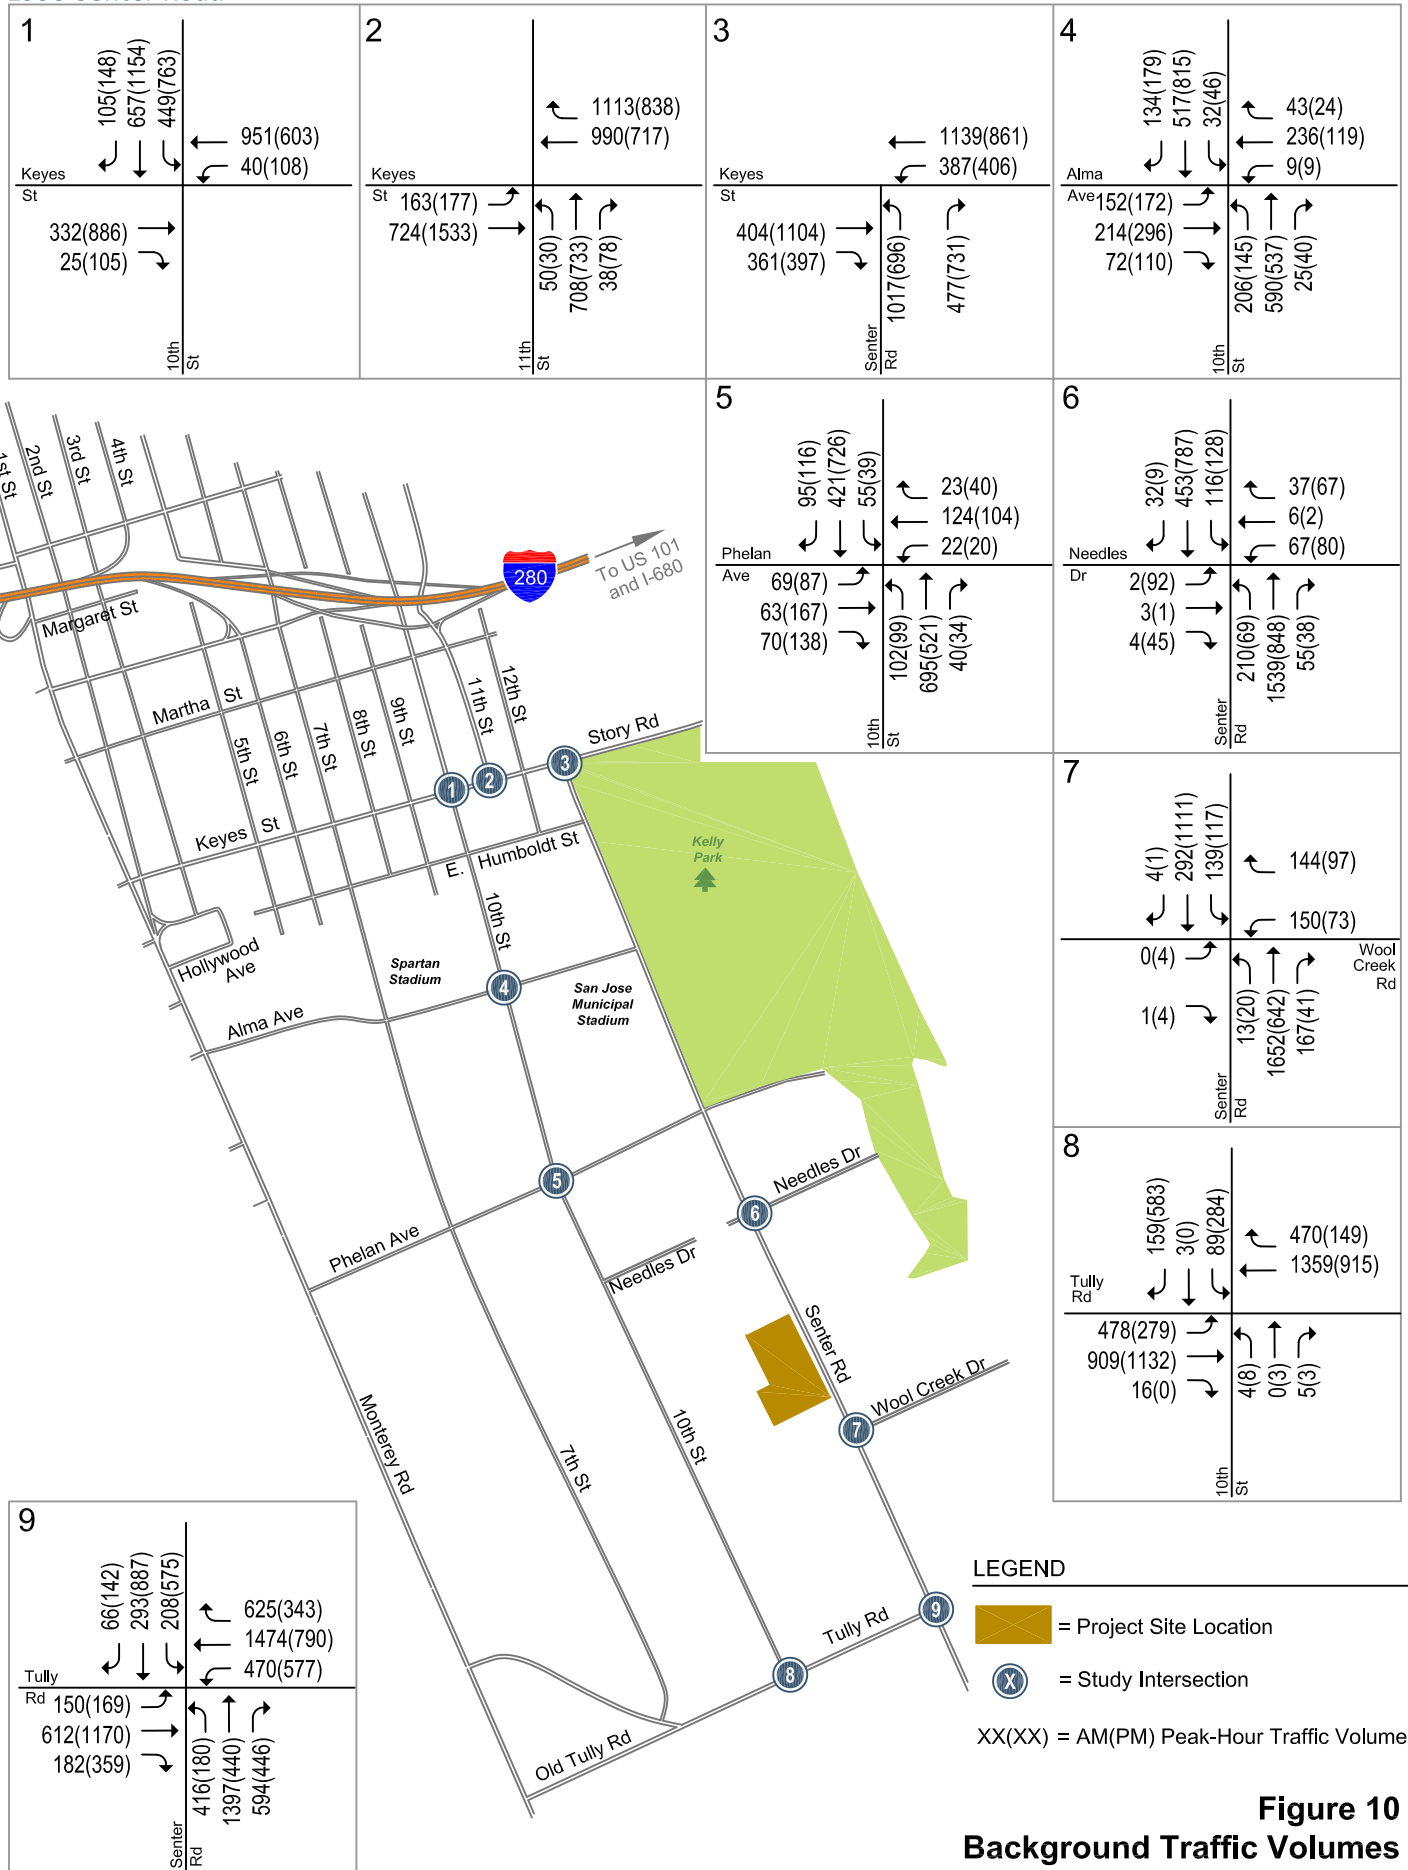 1
105(148)
657(1154)
449(763)
951(603)
40(108)
Keyes
St
332(886)
25(105)
10th
St
2
1113(838)
990(717)
Keyes
St
163(177)
724(1533)
50(30)
708(733)
38(78)
11th
St
3
1139(861)
387(406)
Keyes
St
404(1104)
361(397)
1017(696)
477(731)
Senter
Rd
4
134(179)
517(815)
32(46)
43(24)
236(119)
9(9)
Alma
Ave
152(172)
214(296)
72(110)
206(145)
590(537)
25(40)
10th
St
5
95(116)
421(726)
55(39)
23(40)
124(104)
22(20)
Phelan
Ave
69(87)
63(167)
70(138)
102(99)
695(521)
40(34)
10th
St
6
32(9)
453(787)
116(128)
37(67)
6(2)
67(80)
Needles
Dr
2(92)
3(1)
4(45)
210(69)
1539(848)
55(38)
Senter
Rd
7
4(1)
292(1111)
139(117)
144(97)
150(73)
Wool
Creek
Rd
0(4)
1(4)
13(20)
1652(642)
167(41)
Senter
Rd
8
159(583)
3(0)
89(284)
470(149)
1359(915)
Tully
Rd
478(279)
909(1132)
16(0)
4(8)
0(3)
5(3)
10th
St
9
66(142)
293(887)
208(575)
625(343)
1474(790)
470(577)
Tully
Rd
150(169)
612(1170)
182(359)
416(180)
1397(440)
594(446)
Senter
Rd
1st St
2nd St
3rd St
4th St
280
To US 101
and I-680
Margaret St
Martha St
5th St
6th St
7th St
8th St
9th St
11th St
12th St
Story Rd
1
2
3
Keyes St
E. Humboldt St
Kelly
Park
10th St
Hollywood
Ave
Spartan
Stadium
San Jose
Municipal
Stadium
4
Alma Ave
5
Phelan Ave
Needles Dr
6
Needles Dr
Senter Rd
Wool Creek Dr
7
Monterey Rd
7th St
10th St
9
Tully Rd
8
Old Tully Rd
LEGEND
= Project Site Location
X = Study Intersection
XX(XX) = AM(PM) Peak-Hour Traffic Volume
Figure 10
Background Traffic Volumes